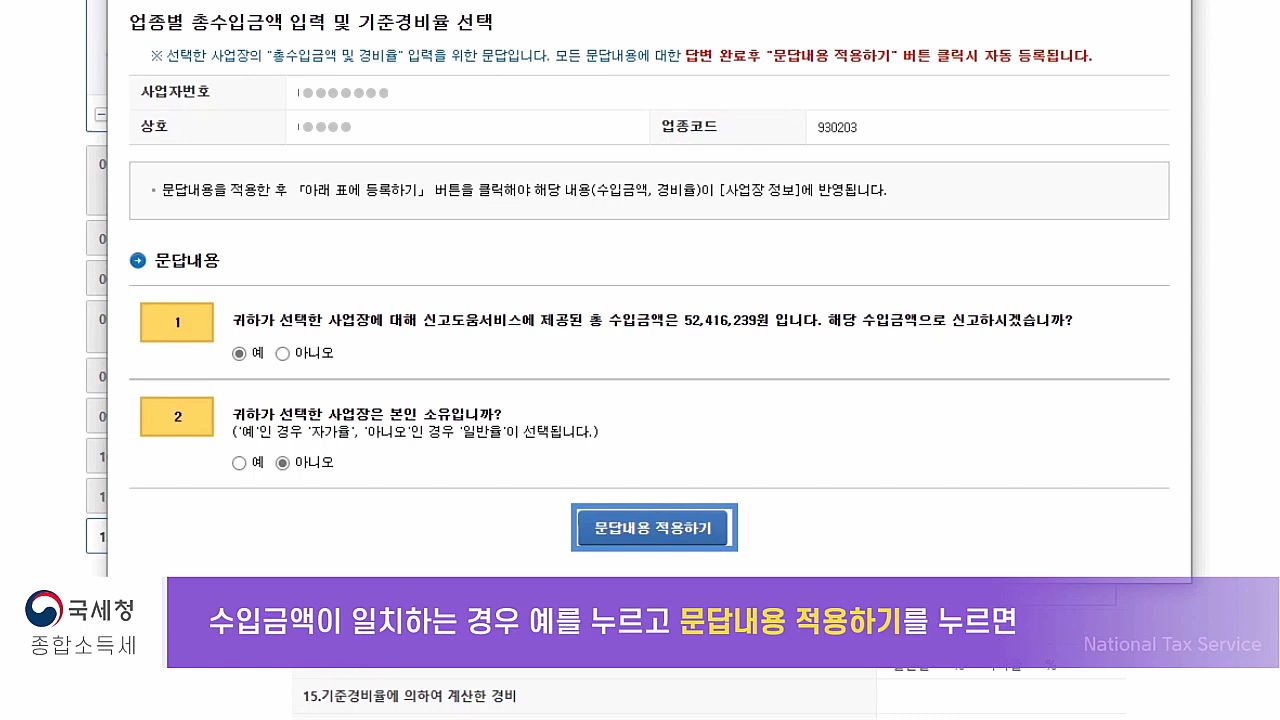 업종별 총수입금액 입력 및 기준경비율 선택
※ 선택한 사업장의 "총수입금액 및 경비율" 입력을 위한 문답입니다. 모든 문답내용에 대한 답변 완료후 "문답내용 적용하기" 버튼 클릭시 자동 등록됩니다.
사업자번호
상호 업종코드 930203
• 문답내용을 적용한 후 「아래 표에 등록하기」 버튼을 클릭해야 해당 내용(수입금액, 경비율)이 [사업장 정보]에 반영됩니다.
문답내용
1 귀하가 선택한 사업장에 대해 신고도움서비스에 제공된 총 수입금액은 52,416,239원 입니다. 해당 수입금액으로 신고하시겠습니까?
예 아니오
2 귀하가 선택한 사업장은 본인 소유입니까?
('예'인 경우 '자가율', '아니오'인 경우 '일반율'이 선택됩니다.)
예 아니오
문답내용 적용하기
국세청
종합소득세
수입금액이 일치하는 경우 예를 누르고 문답내용 적용하기를 누르면
National Tax Service
15.기준경비율에 의하여 계산한 경비